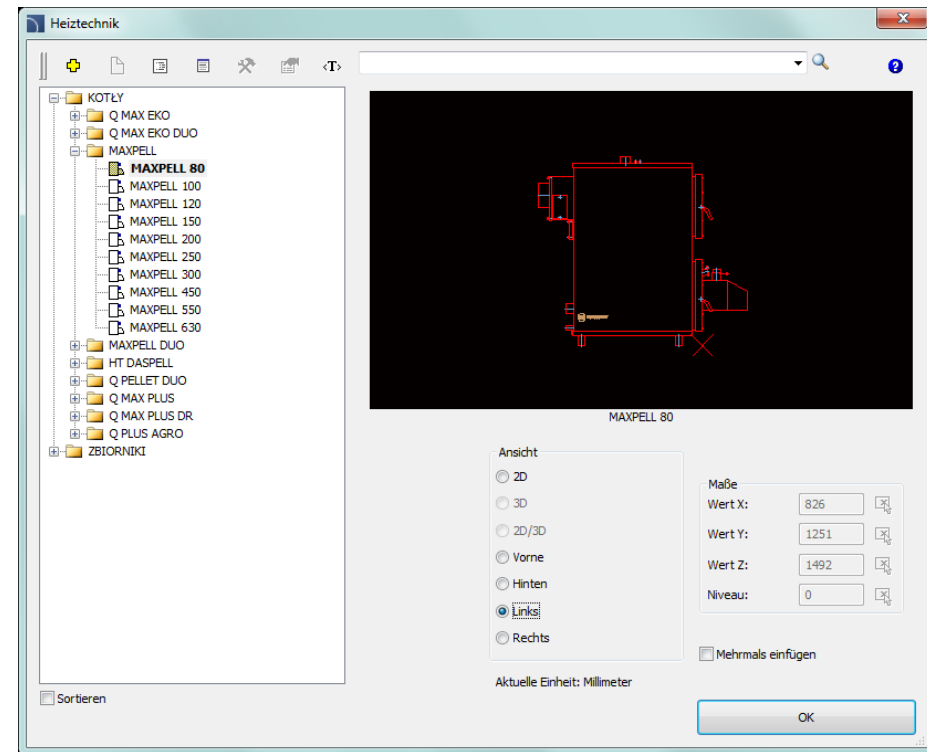 Heiztechnik
<T>
KOTŁY
Q MAX EKO
Q MAX EKO DUO
MAXPELL
MAXPELL 80
MAXPELL 100
MAXPELL 120
MAXPELL 150
MAXPELL 200
MAXPELL 250
MAXPELL 300
MAXPELL 450
MAXPELL 550
MAXPELL 630
MAXPELL DUO
HT DASPELL
Q PELLET DUO
Q MAX PLUS
Q MAX PLUS DR
Q PLUS AGRO
ZBIORNIKI
Sortieren
MAXPELL 80
Ansicht
2D
3D
2D/3D
Vorne
Hinten
Links
Rechts
Aktuelle Einheit: Millimeter
Maße
Wert X: 826
Wert Y: 1251
Wert Z: 1492
Niveau: 0
Mehrmals einfügen
OK